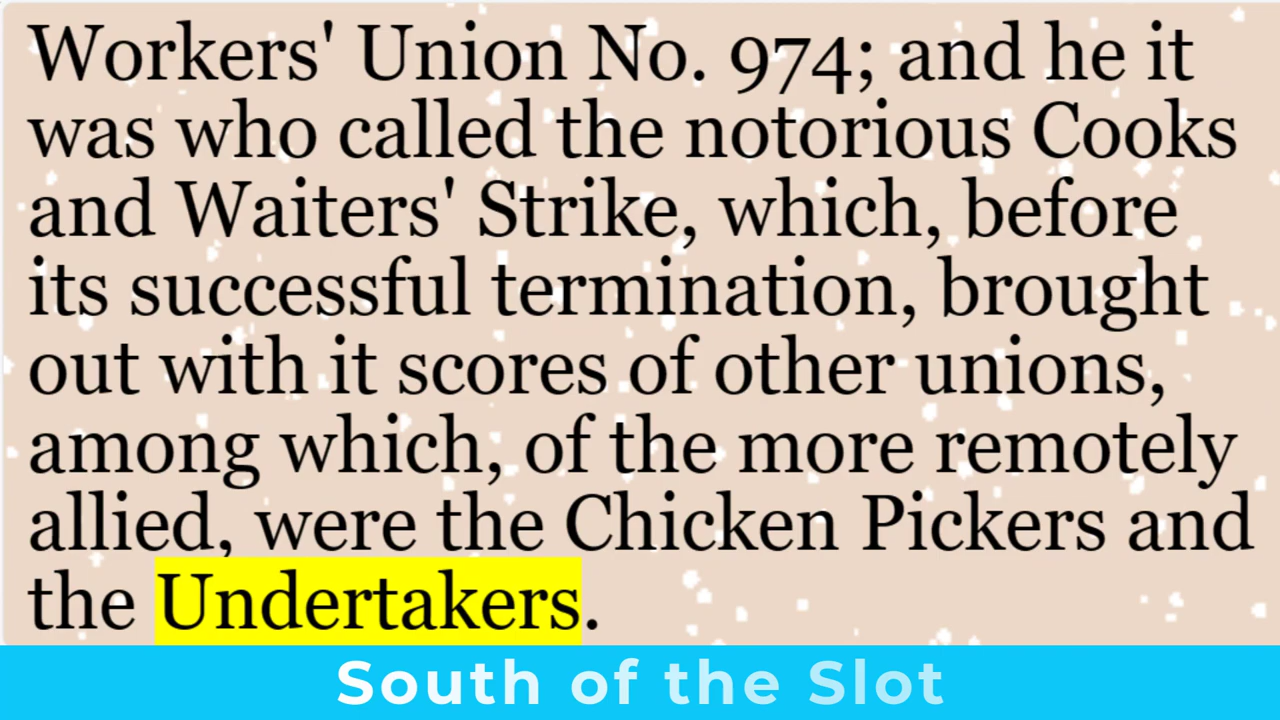 Workers' Union No. 974; and he it
was who called the notorious Cooks
and Waiters' Strike, which, before
its successful termination, brought
out with it scores of other unions,
among which, of the more remotely
allied, were the Chicken Pickers and
the Undertakers.
South of the Slot